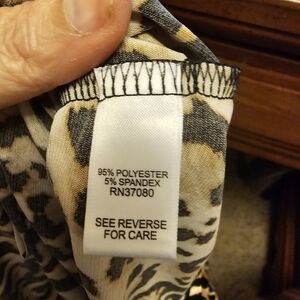 95% POLYESTER
5% SPANDEX
RN37080
SEE REVERSE
FOR CARE